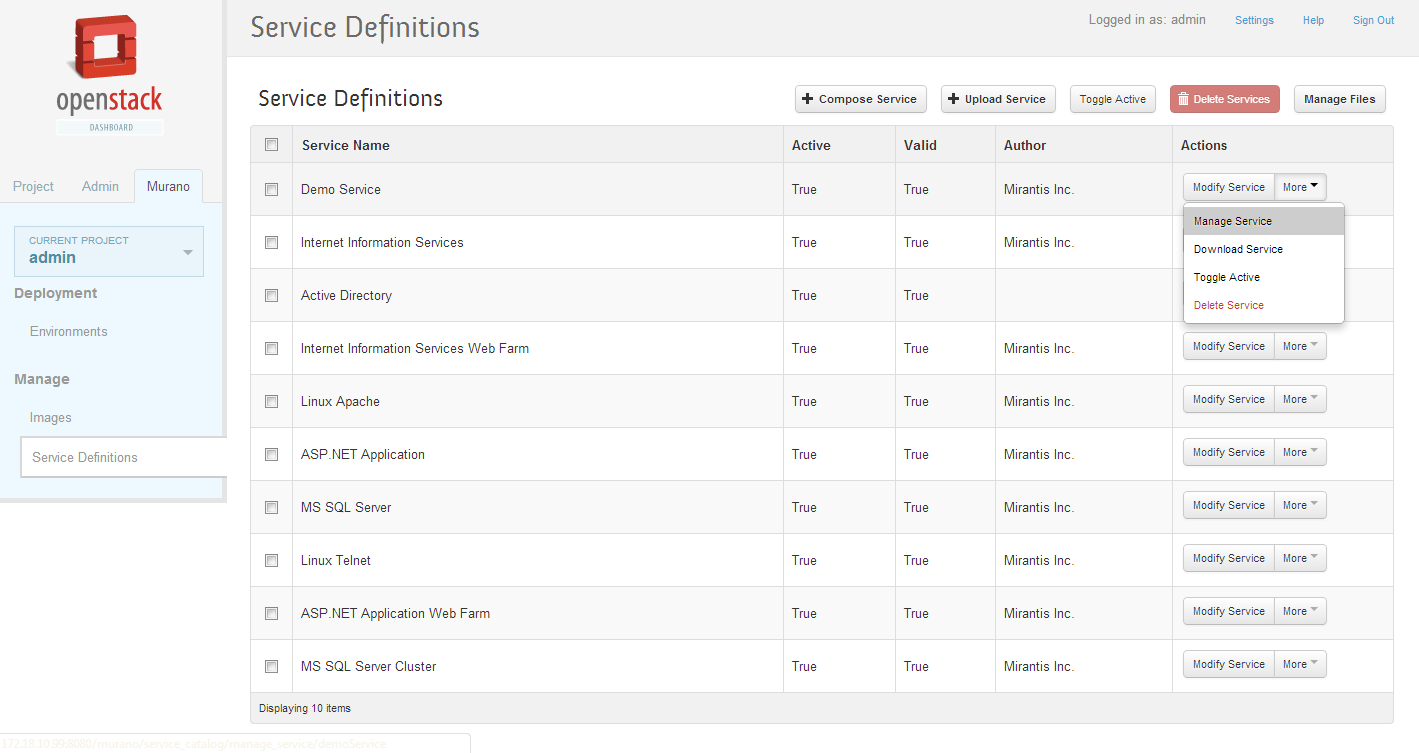 openstack
DASHBOARD
Project Admin Murano
CURRENT PROJECT
admin
Deployment
Environments
Manage
Images
Service Definitions
Service Definitions
Logged in as: admin Settings Help Sign Out
Service Definitions
Compose Service Upload Service Toggle Active Delete Services Manage Files
Service Name Active Valid Author Actions
Demo Service True True Mirantis Inc. Modify Service More
Manage Service
Download Service
Toggle Active
Delete Service
Internet Information Services True True Mirantis Inc.
Active Directory True True
Internet Information Services Web Farm True True Mirantis Inc. Modify Service More
Linux Apache True True Mirantis Inc. Modify Service More
ASP.NET Application True True Mirantis Inc. Modify Service More
MS SQL Server True True Mirantis Inc. Modify Service More
Linux Telnet True True Mirantis Inc. Modify Service More
ASP.NET Application Web Farm True True Mirantis Inc. Modify Service More
MS SQL Server Cluster True True Mirantis Inc. Modify Service More
Displaying 10 items
172.18.10.99:8080/murano/service_catalog/manage_service/demoService